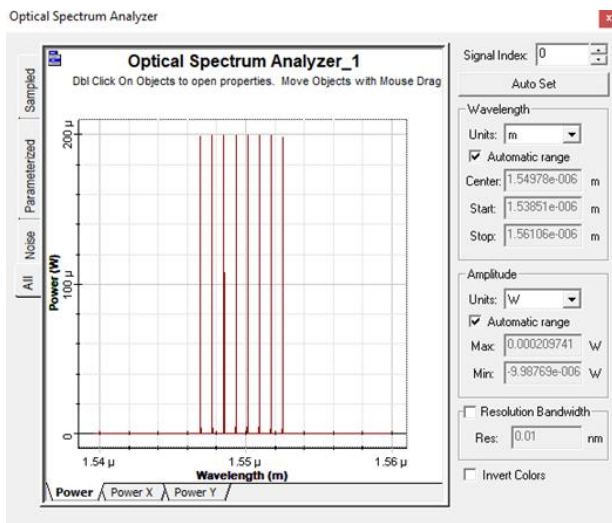 Optical Spectrum Analyzer
x
Sampled
Parameterized
Noise
All
Optical Spectrum Analyzer_1
Dbl Click On Objects to open properties. Move Objects with Mouse Drag
Power (W)
200 µ
100 µ
0
1.54 µ
1.55 µ
1.56 µ
Wavelength (m)
Power
Power X
Power Y
Signal Index: 0
Auto Set
Wavelength
Units: m
Automatic range
Center: 1.54978e-006 m
Start: 1.53851e-006 m
Stop: 1.56106e-006 m
Amplitude
Units: W
Automatic range
Max: 0.000209741 W
Min: -9.98769e-006 W
Resolution Bandwidth
Res: 0.01 nm
Invert Colors